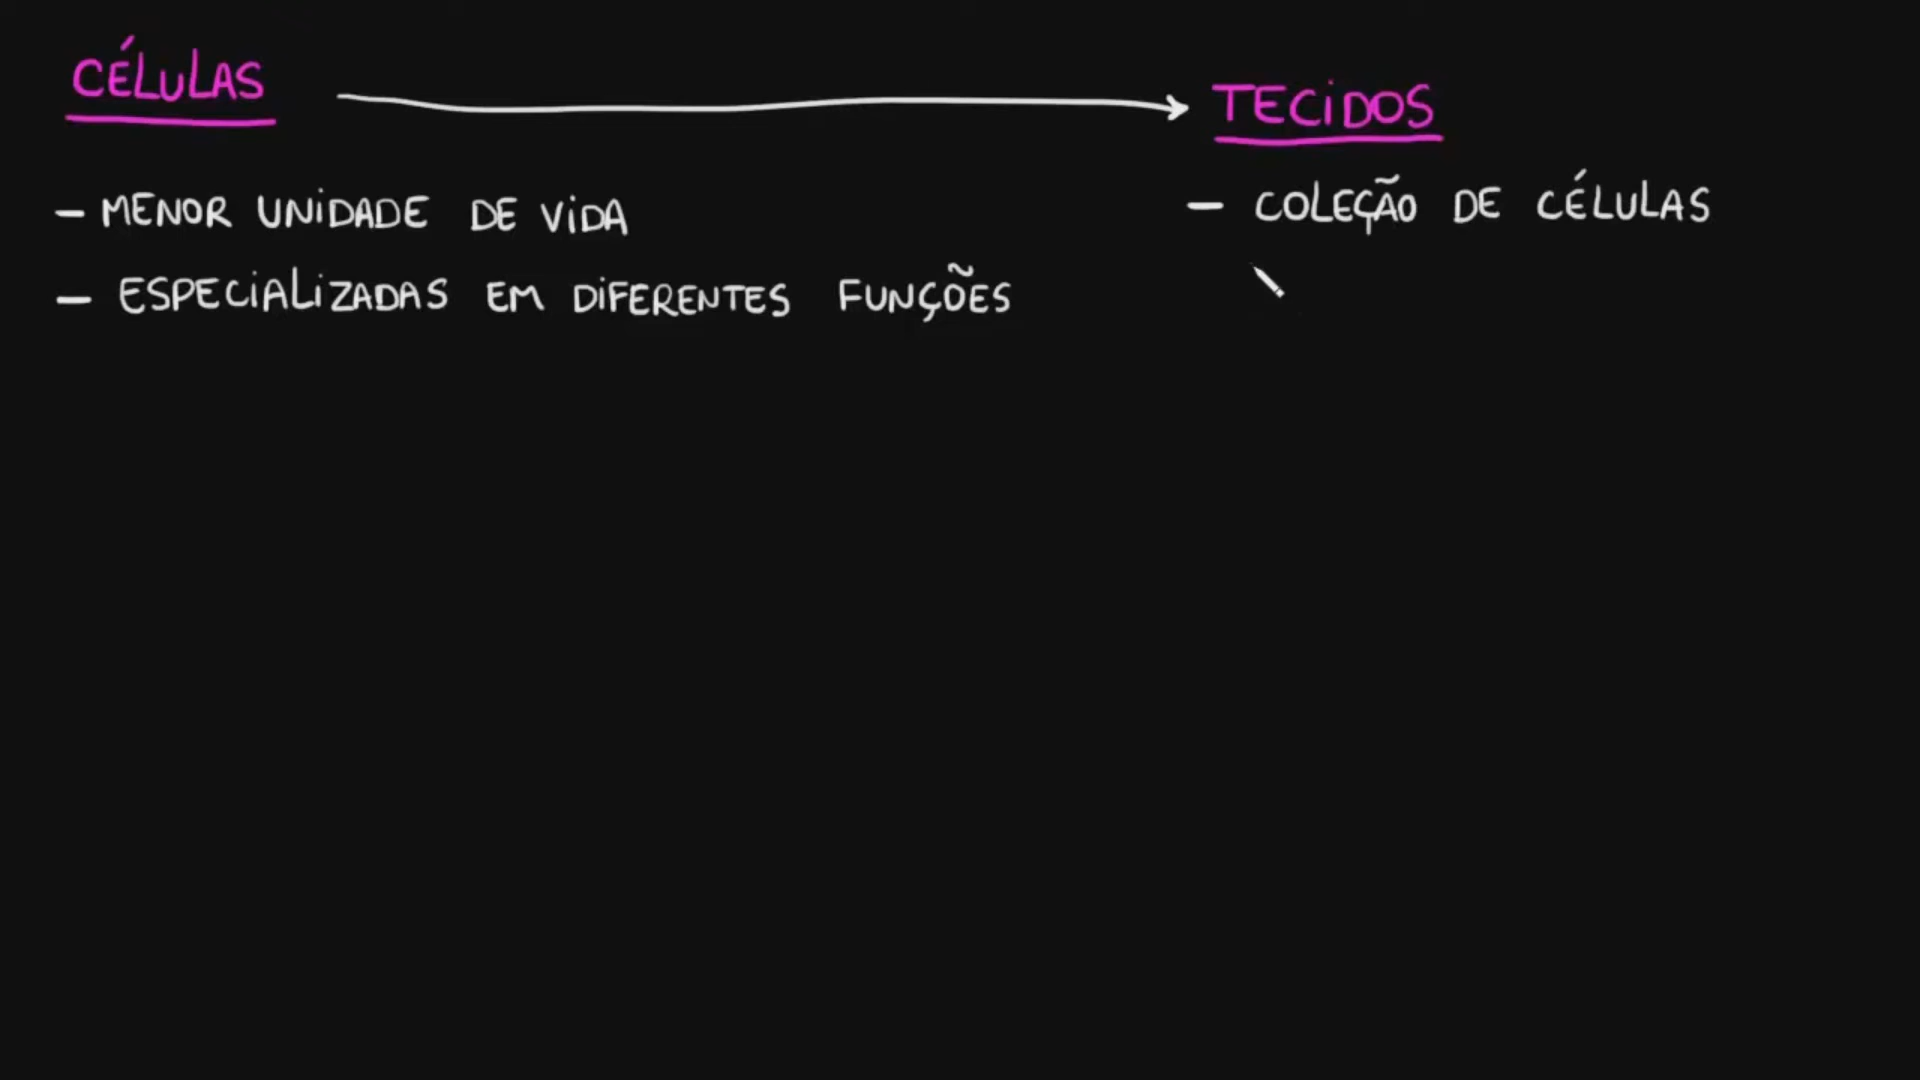 CÉLULAS
- MENOR UNIDADE DE VIDA
- ESPECIALIZADAS EM DIFERENTES FUNÇÕES
TECIDOS
- COLEÇÃO DE CÉLULAS